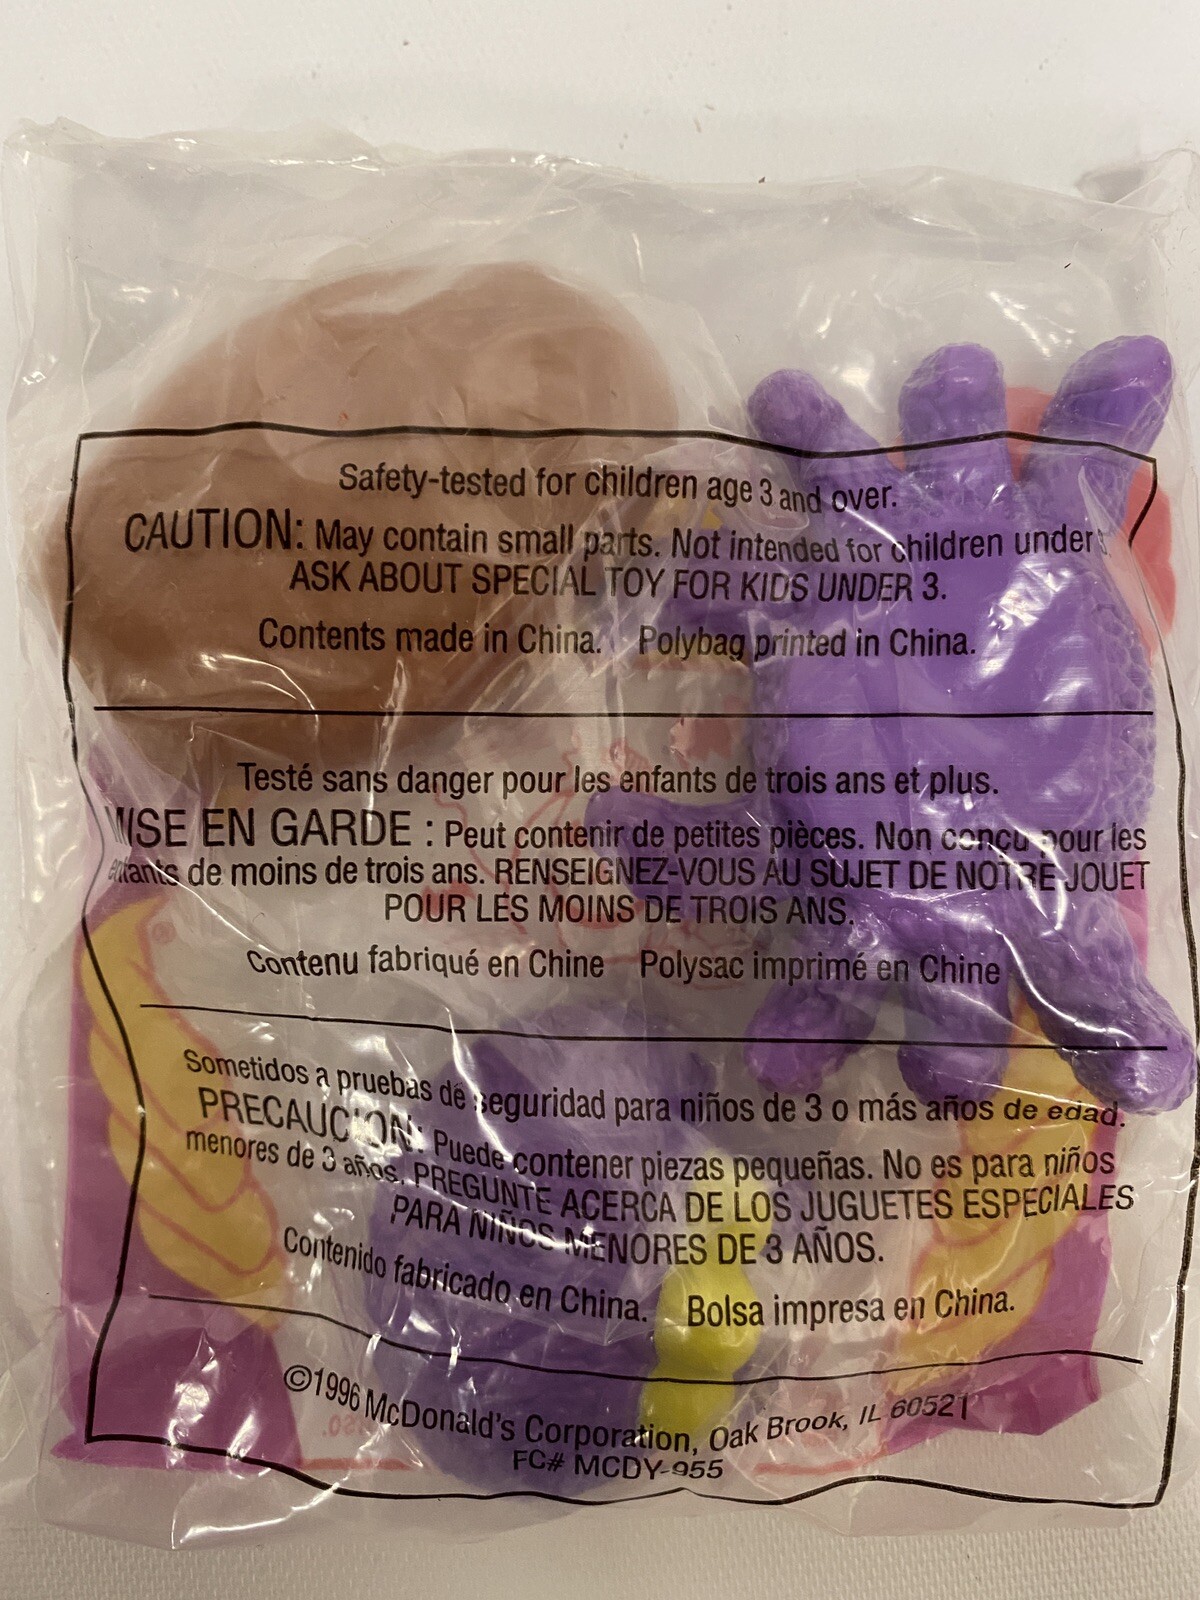 Safety-tested for children age 3 and over.
CAUTION: May contain small parts. Not intended for children under
ASK ABOUT SPECIAL TOY FOR KIDS UNDER 3.
Contents made in China. Polybag printed in China.
Testé sans danger pour les enfants de trois ans et plus.
MISE EN GARDE : Peut contenir de petites pièces. Non conçu pour les
enfants de moins de trois ans. RENSEIGNEZ-VOUS AU SUJET DE NOTRE JOUET
POUR LES MOINS DE TROIS ANS.
Contenu fabriqué en Chine Polysac imprimé en Chine
Sometidos a pruebas de seguridad para niños de 3 o más años de edad.
PRECAUCION: Puede contener piezas pequeñas. No es para niños
menores de 3 años. PREGUNTE ACERCA DE LOS JUGUETES ESPECIALES
PARA NIÑOS MENORES DE 3 AÑOS.
Contenido fabricado en China. Bolsa impresa en China.
©1996 McDonald's Corporation, Oak Brook, IL 60521
FC# MCDY-955